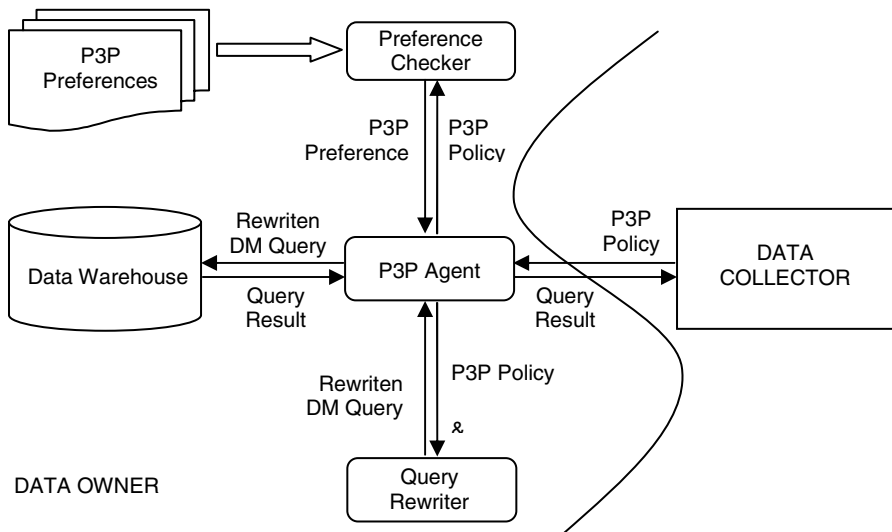 P3P
Preferences
Preference
Checker
P3P
Preference
P3P
Policy
Rewriten
DM Query
Data Warehouse
Query
Result
P3P Agent
P3P
Policy
Query
Result
DATA
COLLECTOR
Rewriten
DM Query
P3P Policy
&
Query
Rewriter
DATA OWNER